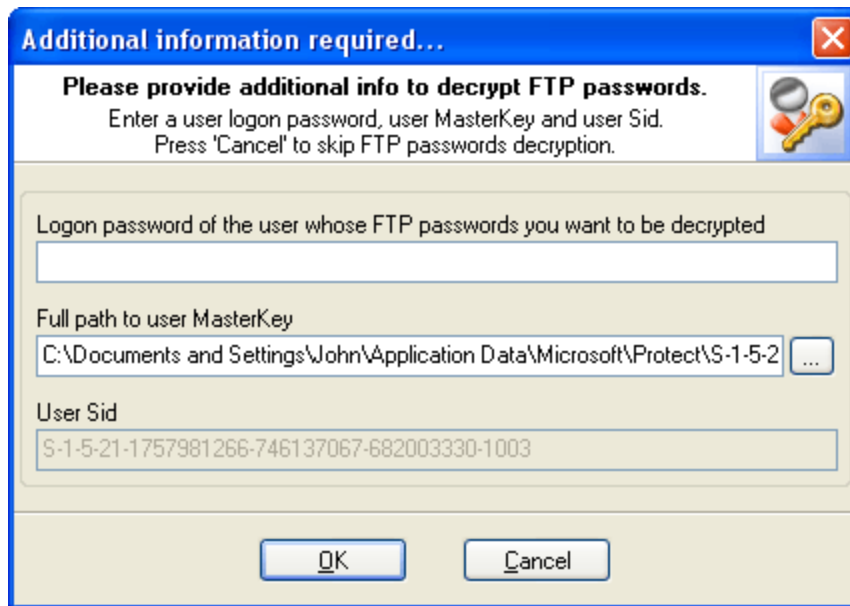 Additional information required...
Please provide additional info to decrypt FTP passwords.
Enter a user logon password, user MasterKey and user Sid.
Press 'Cancel' to skip FTP passwords decryption.
Logon password of the user whose FTP passwords you want to be decrypted
Full path to user MasterKey
C:\Documents and Settings\John\Application Data\Microsoft\Protect\S-1-5-2
...
User Sid
S-1-5-21-1757981266-746137067-682003330-1003
OK
Cancel